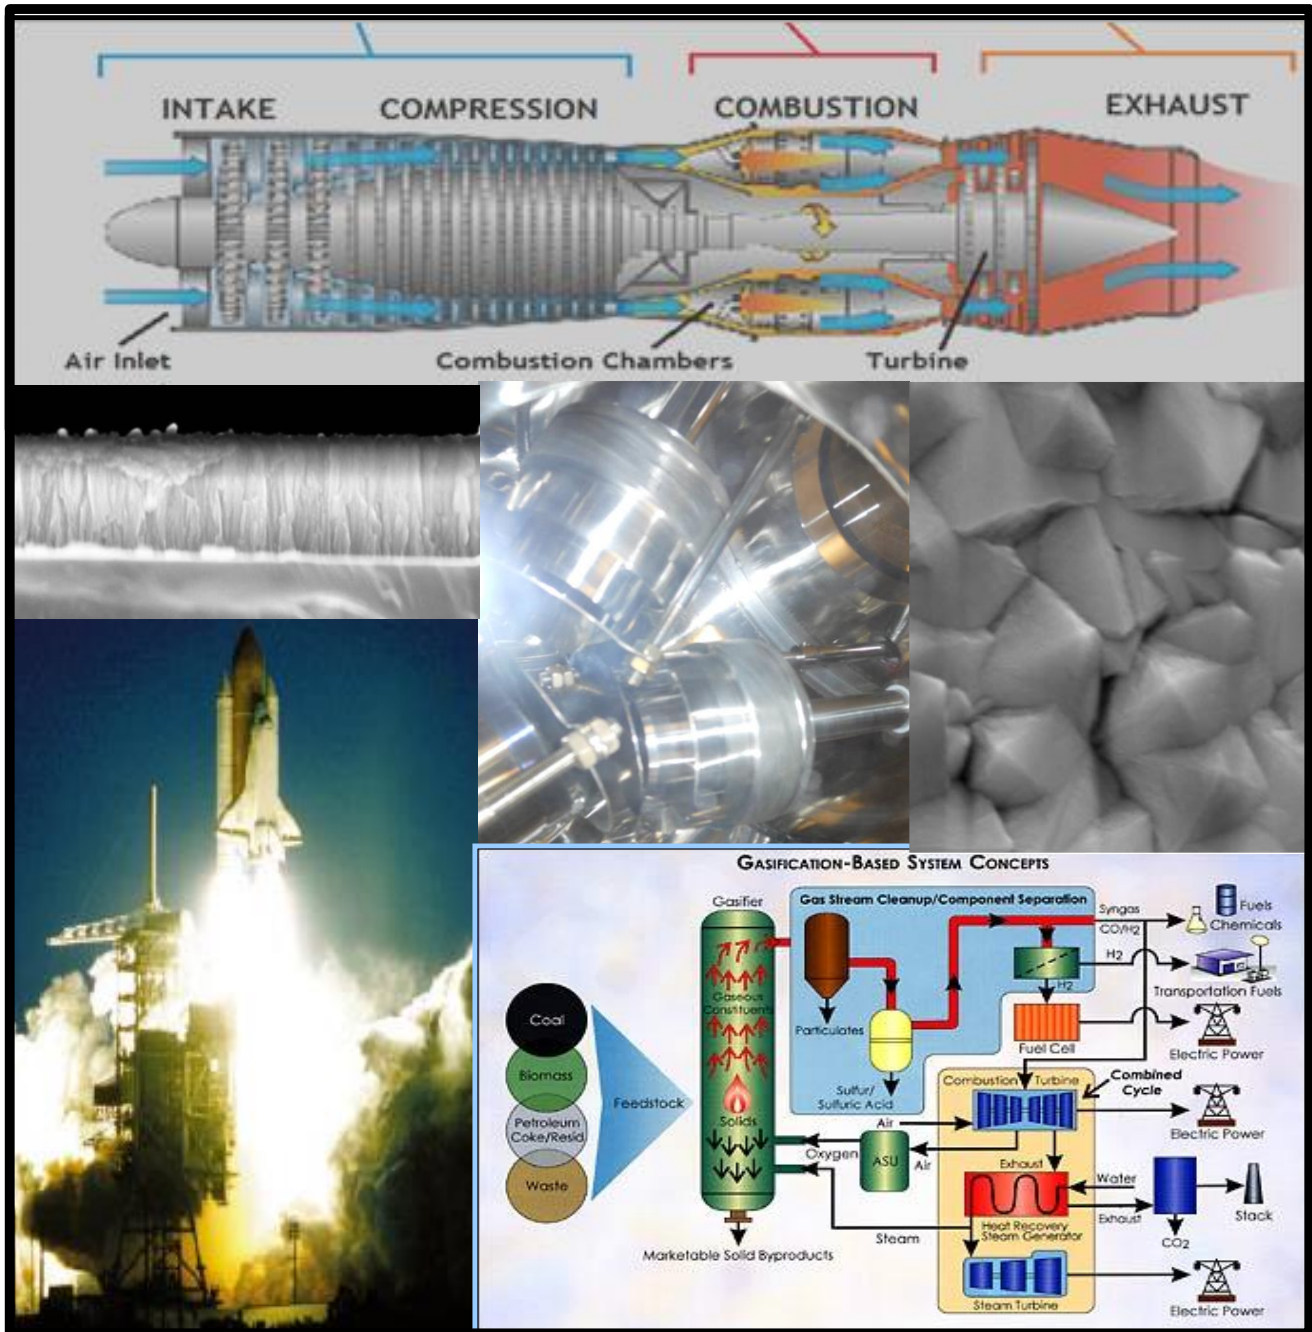 INTAKE
COMPRESSION
COMBUSTION
EXHAUST
Air Inlet
Combustion Chambers
Turbine
GASIFICATION-BASED SYSTEM CONCEPTS
Gasifier
Gas Stream Cleanup/Component Separation
Syngas
CO/H2
Fuels
Chemicals
H2
Transportation Fuels
Gaseous
Constituents
Particulates
H2
Fuel Cell
Electric Power
Coal
Biomass
Petroleum
Coke/Resid
Waste
Feedstock
Solids
Sulfur/
Sulfuric Acid
Combustion Turbine
Combined
Cycle
Air
Electric Power
Oxygen
ASU
Air
Exhaust
Water
Heat Recovery
Steam Generator
Exhaust
CO2
Stack
Steam
Marketable Solid Byproducts
Steam Turbine
Electric Power